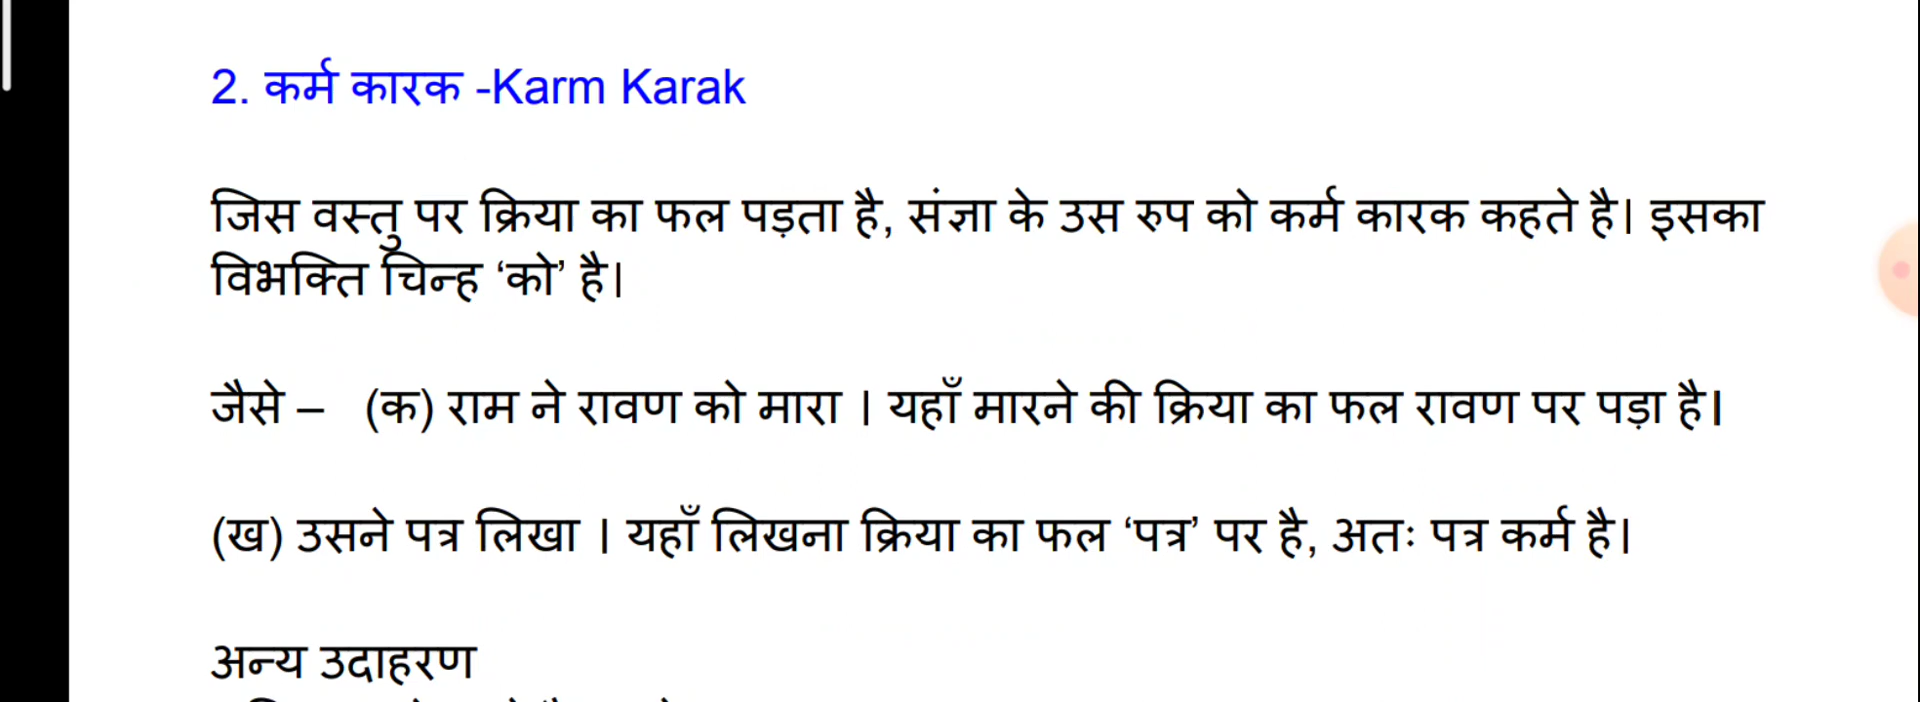 2. कर्म कारक -Karm Karak
जिस वस्तु पर क्रिया का फल पड़ता है, संज्ञा के उस रुप को कर्म कारक कहते है। इसका
विभक्ति चिन्ह ‘को’ है।
जैसे – (क) राम ने रावण को मारा । यहाँ मारने की क्रिया का फल रावण पर पड़ा है।
(ख) उसने पत्र लिखा । यहाँ लिखना क्रिया का फल ‘पत्र’ पर है, अतः पत्र कर्म है।
अन्य उदाहरण